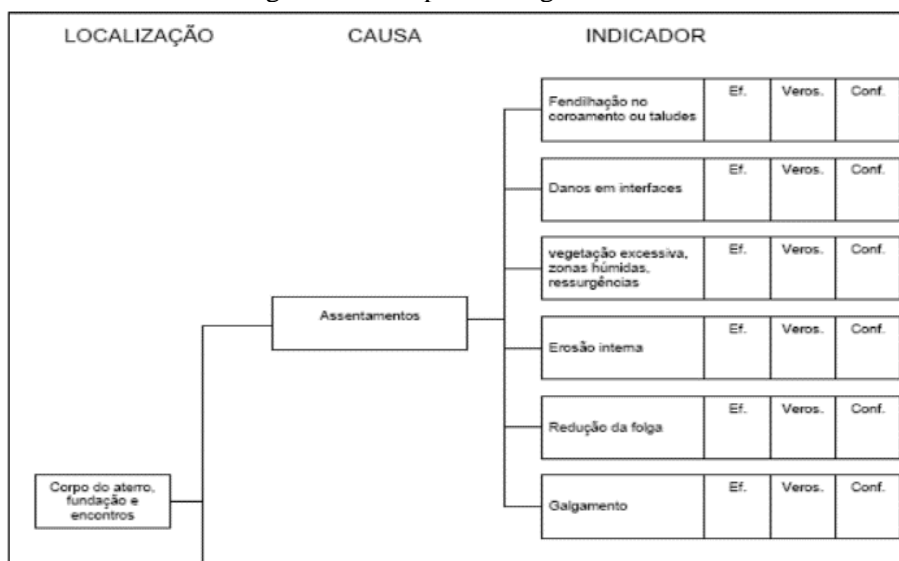 LOCALIZAÇÃO CAUSA INDICADOR
Fendilhação no
coroamento ou taludes
Ef. Veros. Conf.
Danos em interfaces
Ef. Veros. Conf.
vegetação excessiva,
zonas húmidas,
ressurgências
Ef. Veros. Conf.
Assentamentos
Erosão interna
Ef. Veros. Conf.
Redução da folga
Ef. Veros. Conf.
Corpo do aterro,
fundação e
encontros
Galgamento
Ef. Veros. Conf.